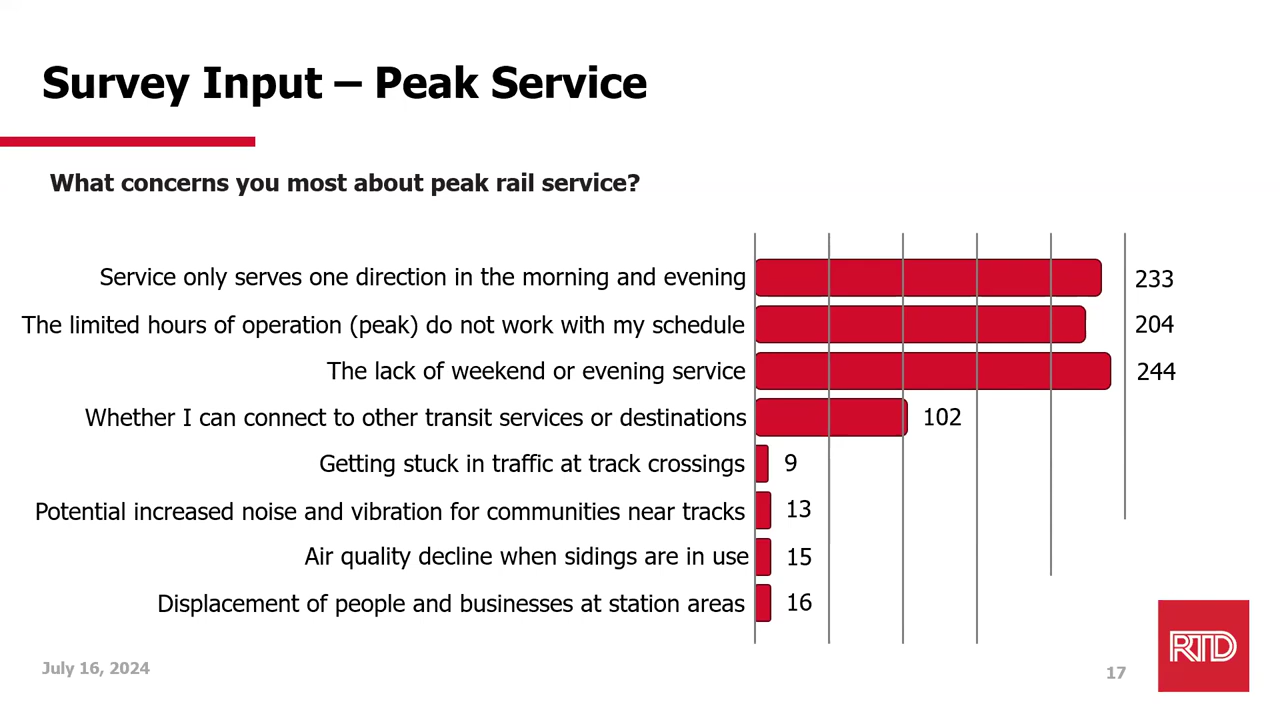 Survey Input – Peak Service
What concerns you most about peak rail service?
Service only serves one direction in the morning and evening 233
The limited hours of operation (peak) do not work with my schedule 204
The lack of weekend or evening service 244
Whether I can connect to other transit services or destinations 102
Getting stuck in traffic at track crossings 9
Potential increased noise and vibration for communities near tracks 13
Air quality decline when sidings are in use 15
Displacement of people and businesses at station areas 16
July 16, 2024
17
RTD